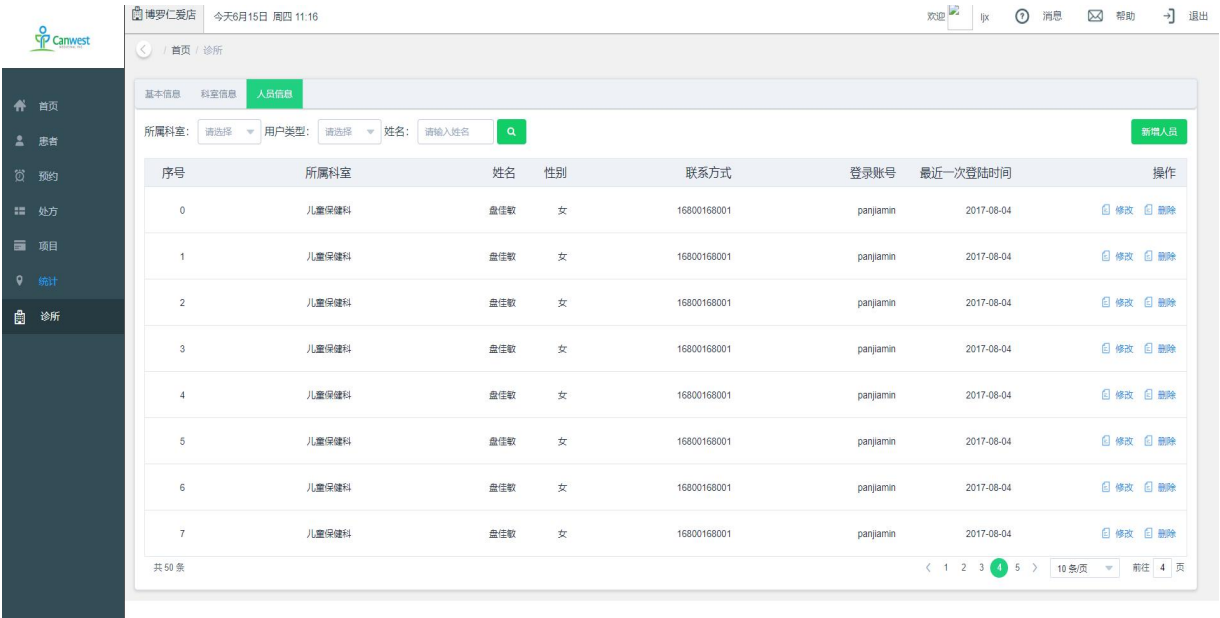 博罗仁爱店 今天6月15日 周四 11:16 欢迎 ljx 消息 帮助 退出
Canwest
/ 首页 / 诊所
基本信息 科室信息 人员信息
首页
患者
预约
处方
项目
统计
诊所
所属科室: 请选择 用户类型: 请选择 姓名: 请输入姓名 新增人员
序号 所属科室 姓名 性别 联系方式 登录账号 最近一次登陆时间 操作
0 儿童保健科 盘佳敏 女 16800168001 panjiamin 2017-08-04 修改 删除
1 儿童保健科 盘佳敏 女 16800168001 panjiamin 2017-08-04 修改 删除
2 儿童保健科 盘佳敏 女 16800168001 panjiamin 2017-08-04 修改 删除
3 儿童保健科 盘佳敏 女 16800168001 panjiamin 2017-08-04 修改 删除
4 儿童保健科 盘佳敏 女 16800168001 panjiamin 2017-08-04 修改 删除
5 儿童保健科 盘佳敏 女 16800168001 panjiamin 2017-08-04 修改 删除
6 儿童保健科 盘佳敏 女 16800168001 panjiamin 2017-08-04 修改 删除
7 儿童保健科 盘佳敏 女 16800168001 panjiamin 2017-08-04 修改 删除
共 50 条 1 2 3 4 5 10 条/页 前往 4 页